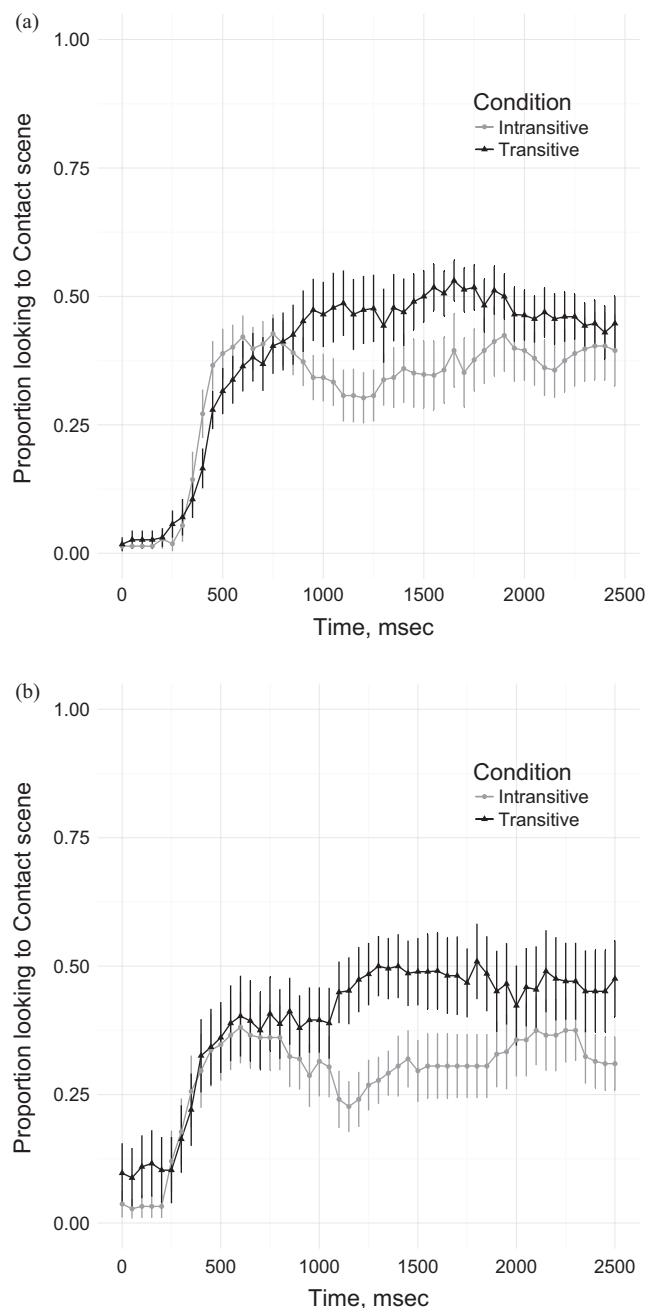 (a)
1.00
0.75
0.50
0.25
0.00
Proportion looking to Contact scene
Condition
Intransitive
Transitive
0 500 1000 1500 2000 2500
Time, msec
(b)
1.00
0.75
0.50
0.25
0.00
Proportion looking to Contact scene
Condition
Intransitive
Transitive
0 500 1000 1500 2000 2500
Time, msec